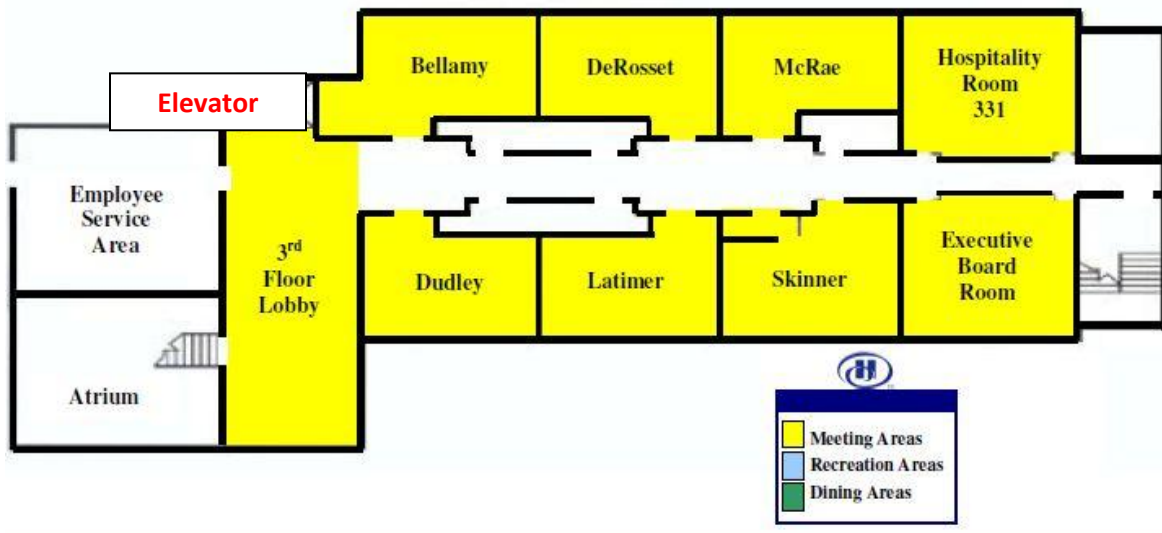 Bellamy
DeRosset
McRae
Hospitality
Room
331
Elevator
Employee
Service
Area
3rd
Floor
Lobby
Dudley
Latimer
Skinner
Executive
Board
Room
Atrium
H
Meeting Areas
Recreation Areas
Dining Areas